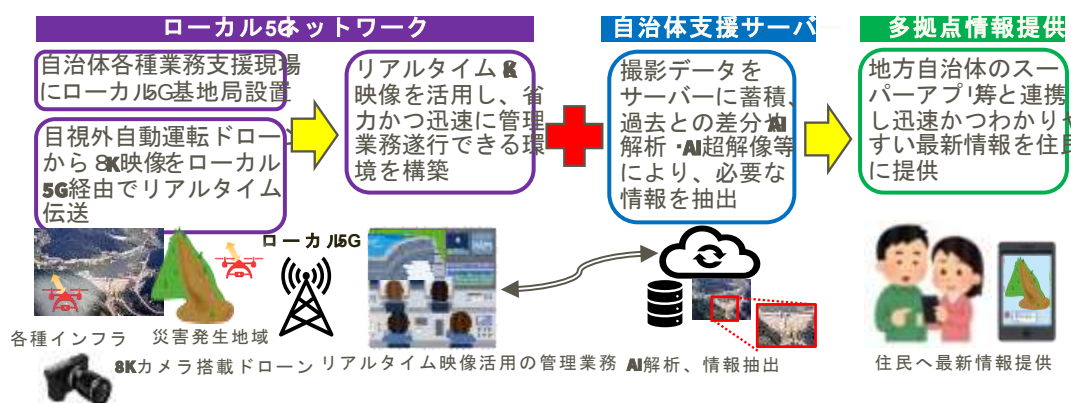 ローカル5Gネットワーク
自治体各種業務支援現場
にローカル5G基地局設置
目視外自動運転ドローン
から8K映像をローカル
5G経由でリアルタイム
伝送
リアルタイム8K
映像を活用し、省
力かつ迅速に管理
業務遂行できる環
境を構築
自治体支援サーバー
撮影データを
サーバーに蓄積、
過去との差分やAI
解析・AI超解像等
により、必要な
情報を抽出
多拠点情報提供
地方自治体のスー
パーアプリ等と連携
し迅速かつわかりや
すい最新情報を住民
に提供
ローカル5G
各種インフラ
災害発生地域
8Kカメラ搭載ドローン
リアルタイム映像活用の管理業務
AI解析、情報抽出
住民へ最新情報提供